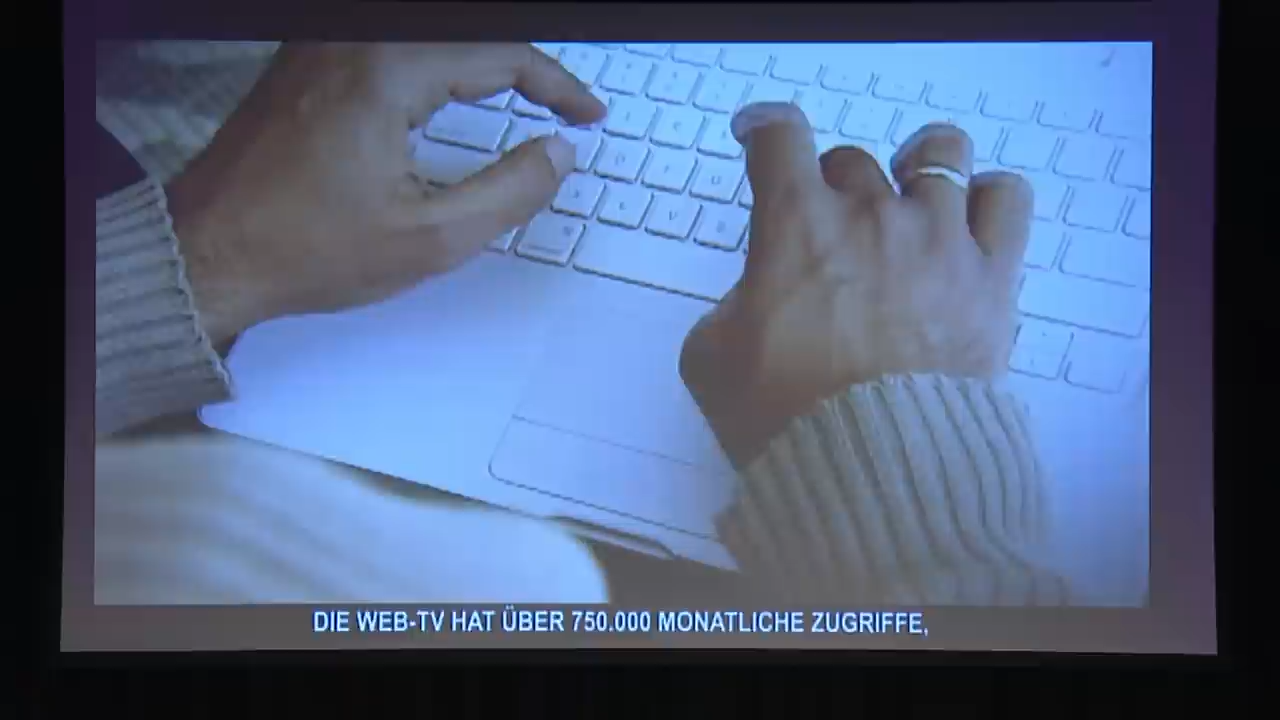 DIE WEB-TV HAT ÜBER 750.000 MONATLICHE ZUGRIFFE,